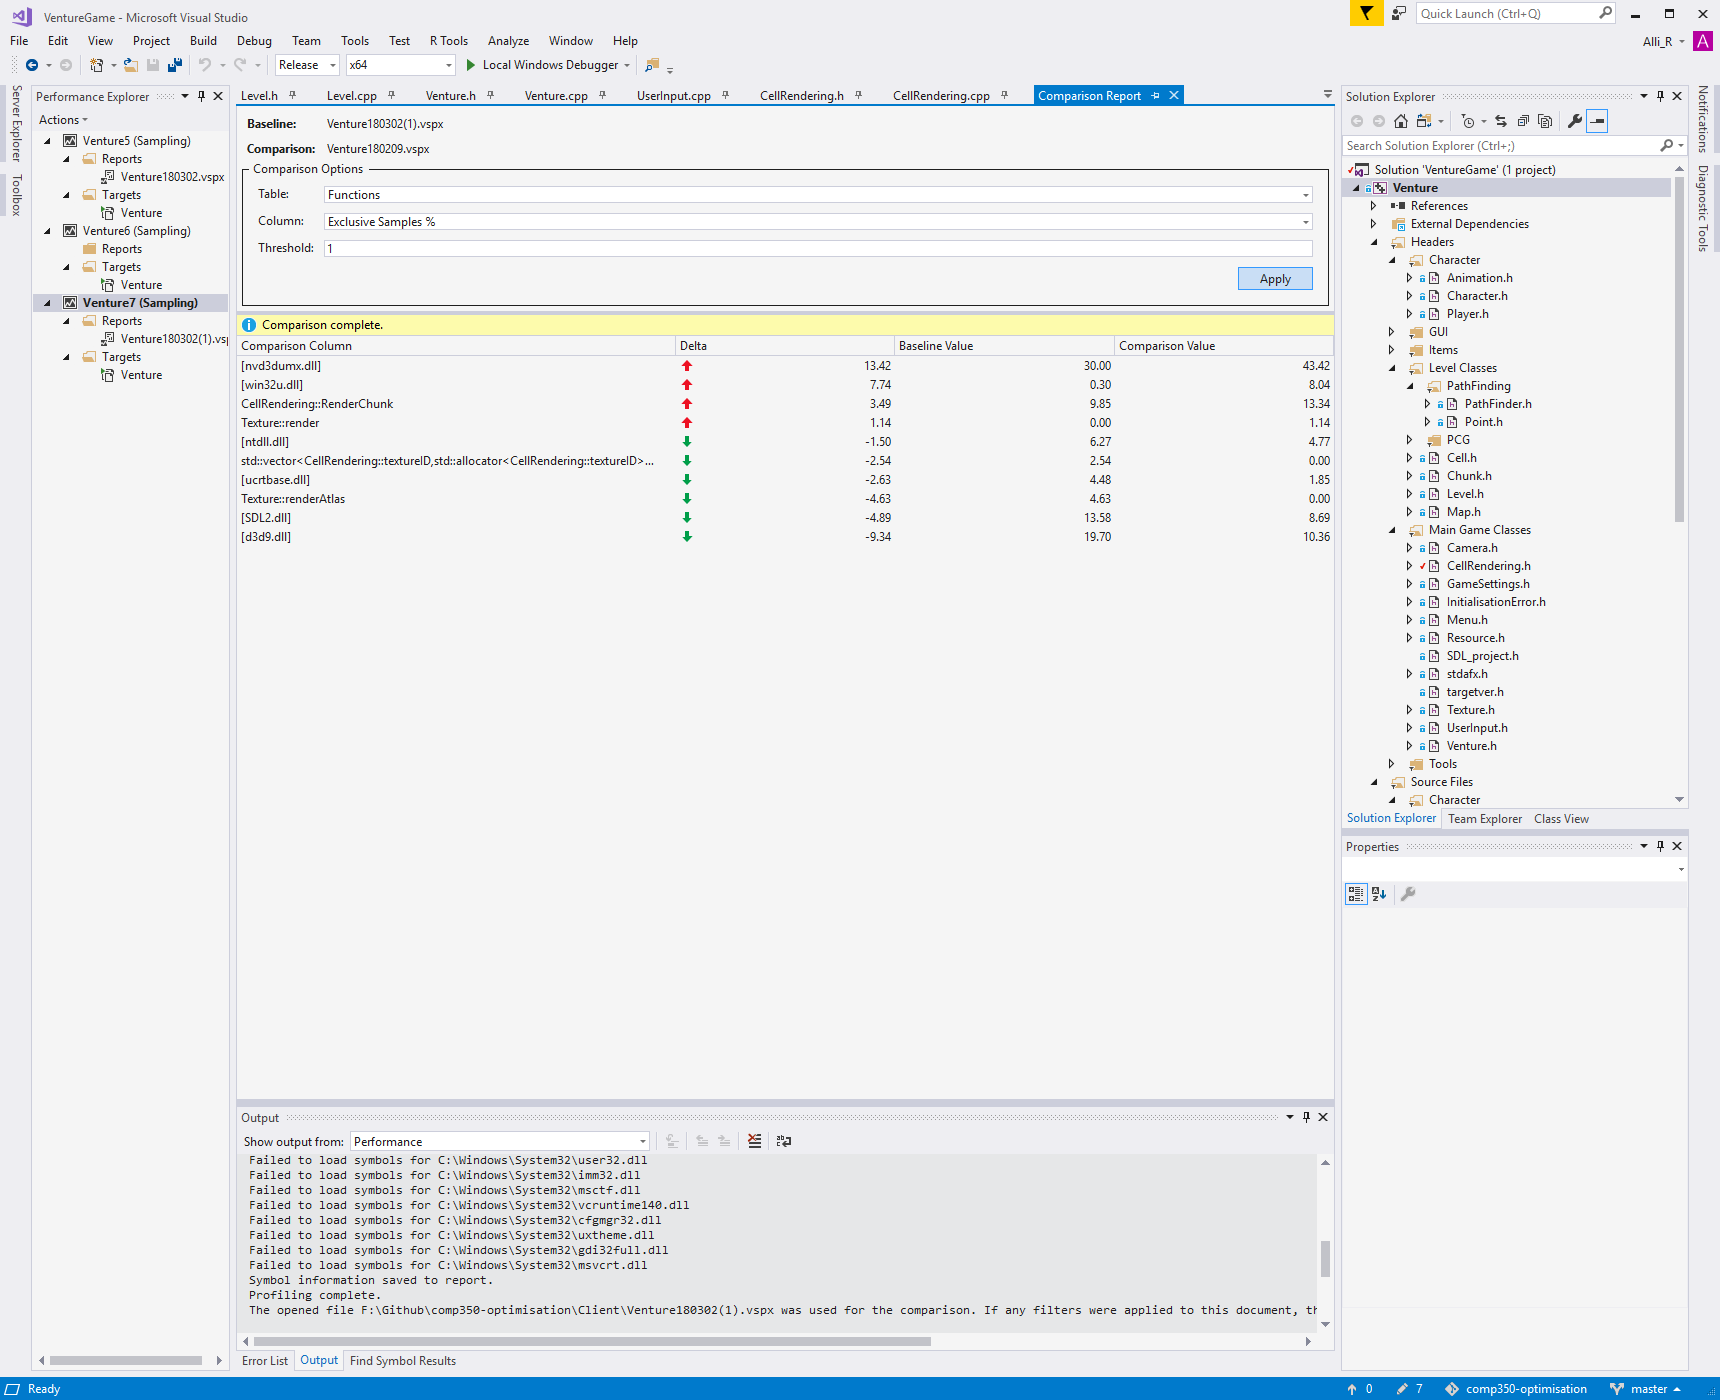 VentureGame - Microsoft Visual Studio
Quick Launch (Ctrl+Q)
File Edit View Project Build Debug Team Tools Test R Tools Analyze Window Help
Alli_R A
Release x64 Local Windows Debugger
Server Explorer
Toolbox
Performance Explorer
Actions
Venture5 (Sampling)
Reports
Venture180302.vspx
Targets
Venture
Venture6 (Sampling)
Reports
Targets
Venture
Venture7 (Sampling)
Reports
Venture180302(1).vsp
Targets
Venture
Level.h Level.cpp Venture.h Venture.cpp UserInput.cpp CellRendering.h CellRendering.cpp Comparison Report
Baseline: Venture180302(1).vspx
Comparison: Venture180209.vspx
Comparison Options
Table: Functions
Column: Exclusive Samples %
Threshold: 1
Apply
Comparison complete.
Comparison Column Delta Baseline Value Comparison Value
[nvd3dumx.dll] 13.42 30.00 43.42
[win32u.dll] 7.74 0.30 8.04
CellRendering::RenderChunk 3.49 9.85 13.34
Texture::render 1.14 0.00 1.14
[ntdll.dll] -1.50 6.27 4.77
std::vector<CellRendering::textureID,std::allocator<CellRendering::textureID>... -2.54 2.54 0.00
[ucrtbase.dll] -2.63 4.48 1.85
Texture::renderAtlas -4.63 4.63 0.00
[SDL2.dll] -4.89 13.58 8.69
[d3d9.dll] -9.34 19.70 10.36
Output
Show output from: Performance
Failed to load symbols for C:\Windows\System32\user32.dll
Failed to load symbols for C:\Windows\System32\imm32.dll
Failed to load symbols for C:\Windows\System32\msctf.dll
Failed to load symbols for C:\Windows\System32\vcruntime140.dll
Failed to load symbols for C:\Windows\System32\cfgmgr32.dll
Failed to load symbols for C:\Windows\System32\uxtheme.dll
Failed to load symbols for C:\Windows\System32\gdi32full.dll
Failed to load symbols for C:\Windows\System32\msvcrt.dll
Symbol information saved to report.
Profiling complete.
The opened file F:\Github\comp350-optimisation\Client\Venture180302(1).vspx was used for the comparison. If any filters were applied to this document, th
Error List Output Find Symbol Results
Solution Explorer
Search Solution Explorer (Ctrl+;)
Solution 'VentureGame' (1 project)
Venture
References
External Dependencies
Headers
Character
Animation.h
Character.h
Player.h
GUI
Items
Level Classes
PathFinding
PathFinder.h
Point.h
PCG
Cell.h
Chunk.h
Level.h
Map.h
Main Game Classes
Camera.h
CellRendering.h
GameSettings.h
InitialisationError.h
Menu.h
Resource.h
SDL_project.h
stdafx.h
targetver.h
Texture.h
UserInput.h
Venture.h
Tools
Source Files
Character
Solution Explorer Team Explorer Class View
Properties
Notifications
Diagnostic Tools
Ready
0 7 comp350-optimisation master